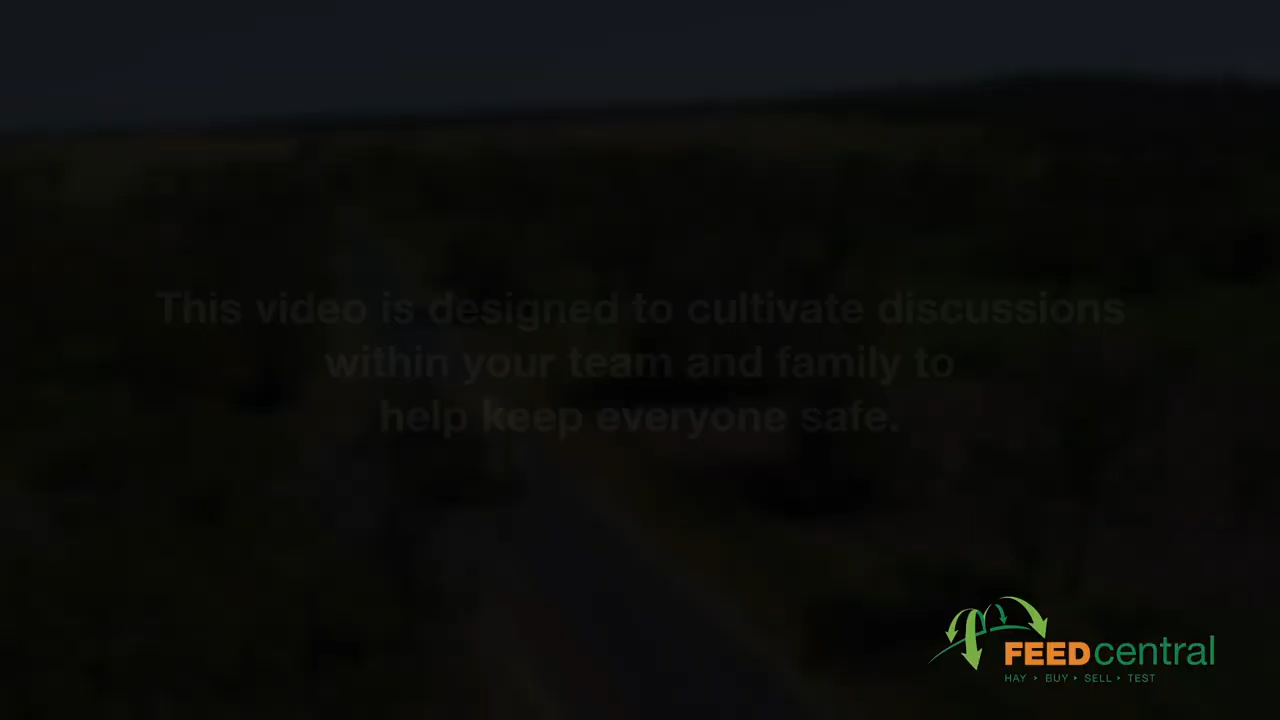 This video is designed to cultivate discussions
within your team and family to
help keep everyone safe.
FEEDcentral
HAY ‣ BUY ‣ SELL ‣ TEST